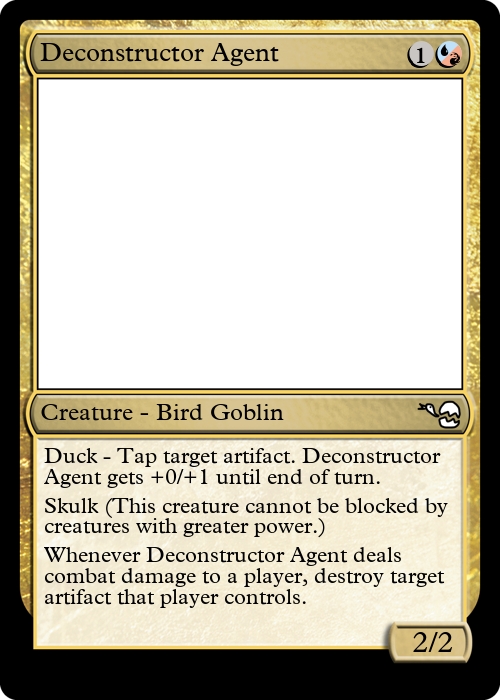 Deconstructor Agent 1
Creature - Bird Goblin
Duck - Tap target artifact. Deconstructor
Agent gets +0/+1 until end of turn.
Skulk (This creature cannot be blocked by
creatures with greater power.)
Whenever Deconstructor Agent deals
combat damage to a player, destroy target
artifact that player controls.
2/2